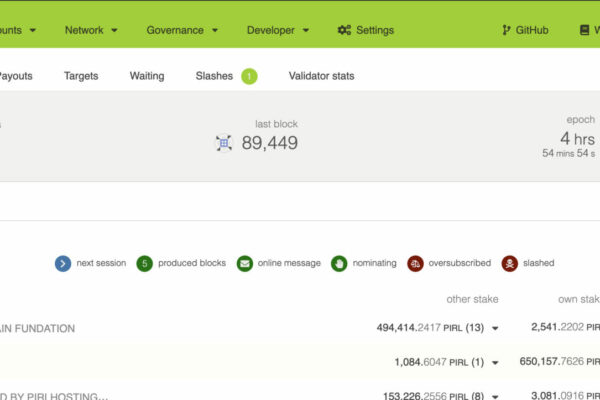 ounts Network Governance Developer Settings GitHub W
Payouts Targets Waiting Slashes 1 Validator stats
last block
89,449
epoch
4 hrs
54 mins 54 s
next session 5 produced blocks online message nominating oversubscribed slashed
other stake own stak
AIN FUNDATION 494,414.2417 PIRL (13) 2,541.2202 PIR
1,084.6047 PIRL (1) 650,157.7626 PIR
D BY PIRI HOSTING... 153,226.2556 PIRL (8) 3,081.0916 PIR